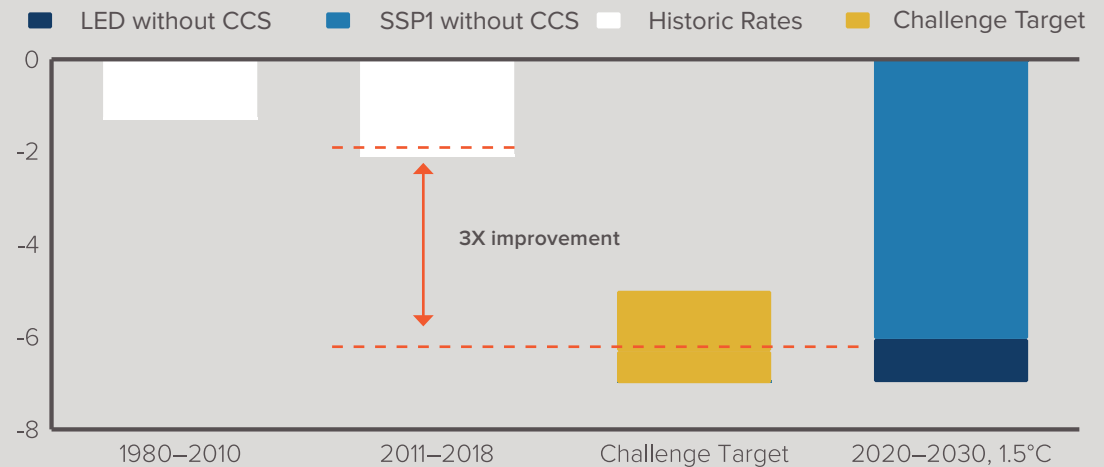 LED without CCS SSP1 without CCS Historic Rates Challenge Target
0
-2
-4
3X improvement
-6
-8
1980–2010 2011–2018 Challenge Target 2020–2030, 1.5°C